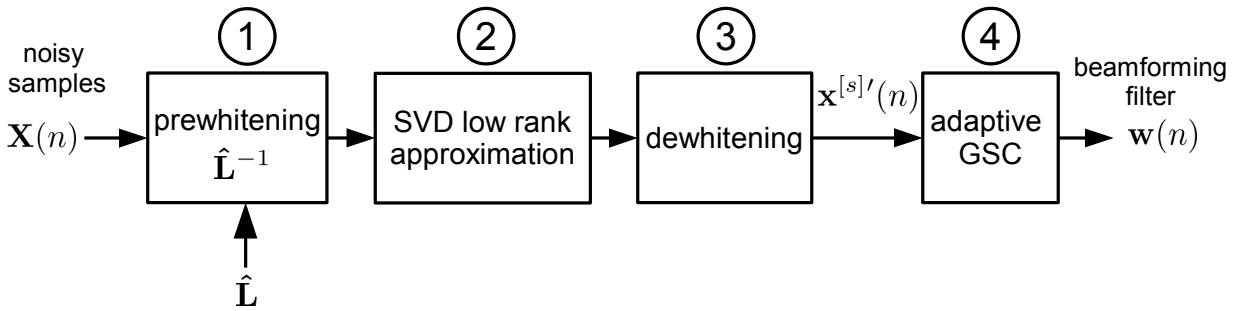 1
2
3
4
noisy
samples
X(n)
prewhitening
L̂⁻¹
SVD low rank
approximation
dewhitening
x^{[s]′}(n)
adaptive
GSC
beamforming
filter
w(n)
L̂